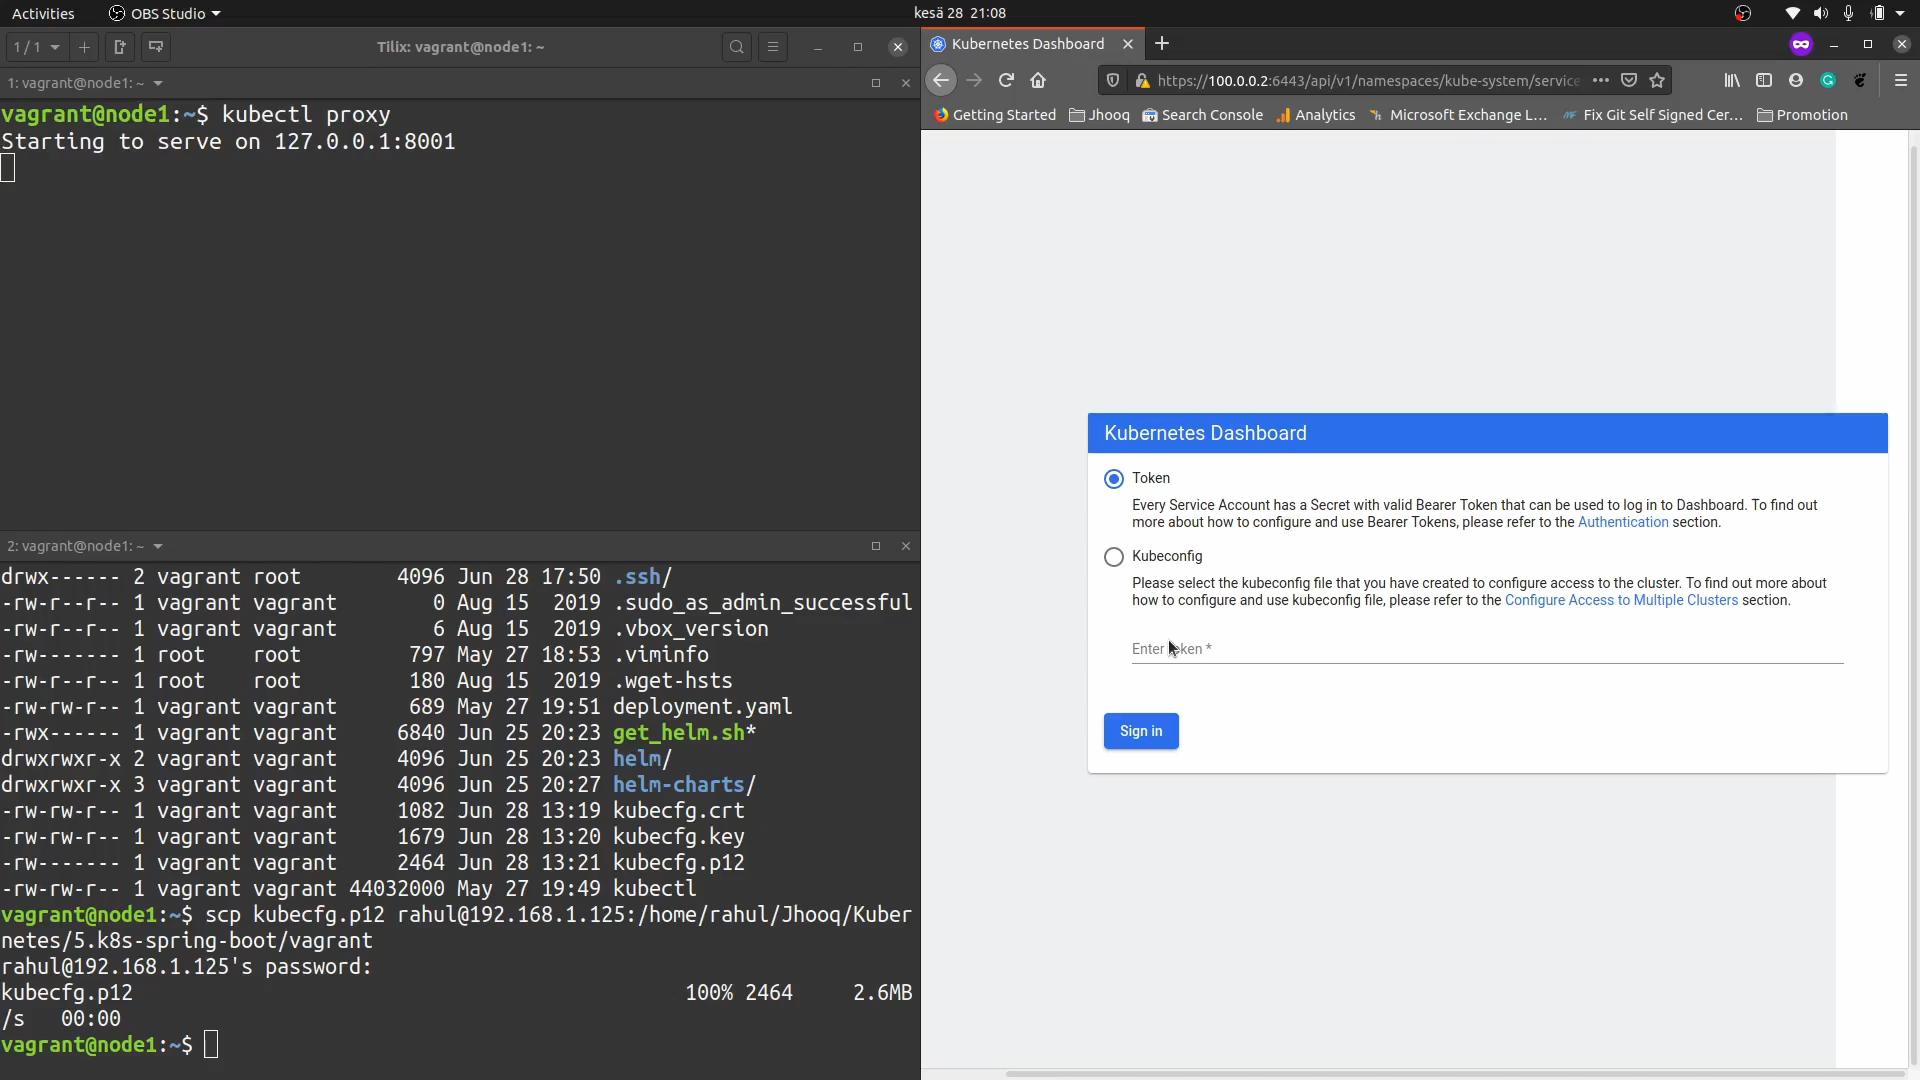 Activities
OBS Studio
kesä 28 21:08
1 / 1
Tilix: vagrant@node1: ~
1: vagrant@node1: ~
vagrant@node1:~$ kubectl proxy
Starting to serve on 127.0.0.1:8001
2: vagrant@node1: ~
drwx------ 2 vagrant root 4096 Jun 28 17:50 .ssh/
-rw-r--r-- 1 vagrant vagrant 0 Aug 15 2019 .sudo_as_admin_successful
-rw-r--r-- 1 vagrant vagrant 6 Aug 15 2019 .vbox_version
-rw------- 1 root root 797 May 27 18:53 .viminfo
-rw-r--r-- 1 root root 180 Aug 15 2019 .wget-hsts
-rw-rw-r-- 1 vagrant vagrant 689 May 27 19:51 deployment.yaml
-rwx------ 1 vagrant vagrant 6840 Jun 25 20:23 get_helm.sh*
drwxrwxr-x 2 vagrant vagrant 4096 Jun 25 20:23 helm/
drwxrwxr-x 3 vagrant vagrant 4096 Jun 25 20:27 helm-charts/
-rw-rw-r-- 1 vagrant vagrant 1082 Jun 28 13:19 kubecfg.crt
-rw-rw-r-- 1 vagrant vagrant 1679 Jun 28 13:20 kubecfg.key
-rw------- 1 vagrant vagrant 2464 Jun 28 13:21 kubecfg.p12
-rw-rw-r-- 1 vagrant vagrant 44032000 May 27 19:49 kubectl
vagrant@node1:~$ scp kubecfg.p12 rahul@192.168.1.125:/home/rahul/Jhooq/Kuber
netes/5.k8s-spring-boot/vagrant
rahul@192.168.1.125's password:
kubecfg.p12 100% 2464 2.6MB
/s 00:00
vagrant@node1:~$
Kubernetes Dashboard
https://100.0.0.2:6443/api/v1/namespaces/kube-system/service
Getting Started
Jhooq
Search Console
Analytics
Microsoft Exchange L...
Fix Git Self Signed Cer...
Promotion
Kubernetes Dashboard
Token
Every Service Account has a Secret with valid Bearer Token that can be used to log in to Dashboard. To find out
more about how to configure and use Bearer Tokens, please refer to the Authentication section.
Kubeconfig
Please select the kubeconfig file that you have created to configure access to the cluster. To find out more about
how to configure and use kubeconfig file, please refer to the Configure Access to Multiple Clusters section.
Enter token *
Sign in